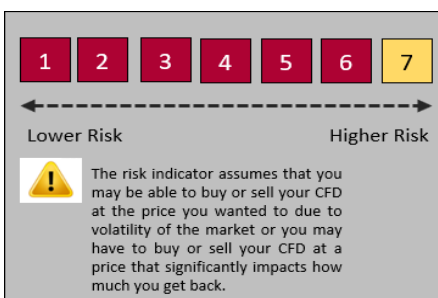 1 2 3 4 5 6 7
Lower Risk Higher Risk
The risk indicator assumes that you
may be able to buy or sell your CFD
at the price you wanted to due to
volatility of the market or you may
have to buy or sell your CFD at a
price that significantly impacts how
much you get back.